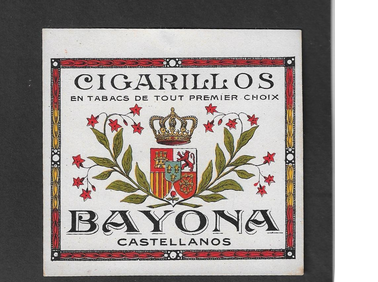 CIGARILLOS
EN TABACS DE TOUT PREMIER CHOIX
BAYONA
CASTELLANOS